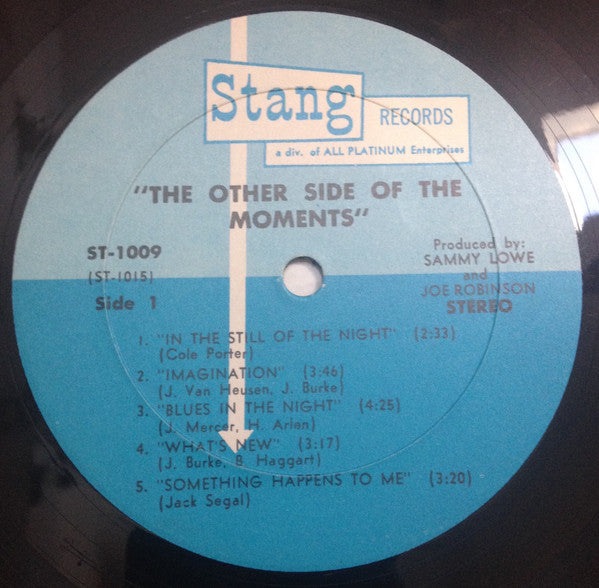 Stang
RECORDS
a div. of ALL PLATINUM Enterprises
"THE OTHER SIDE OF THE
MOMENTS"
ST-1009
(ST-1015)
Side 1
Produced by:
SAMMY LOWE
and
JOE ROBINSON
STEREO
1. "IN THE STILL OF THE NIGHT" (2:33)
(Cole Porter)
2. "IMAGINATION" (3:46)
(J. Van Heusen, J. Burke)
3. "BLUES IN THE NIGHT" (4:25)
(J. Mercer, H. Arlen)
4. "WHAT'S NEW" (3:17)
(J. Burke, B. Haggart)
5. "SOMETHING HAPPENS TO ME" (3:20)
(Jack Segal)